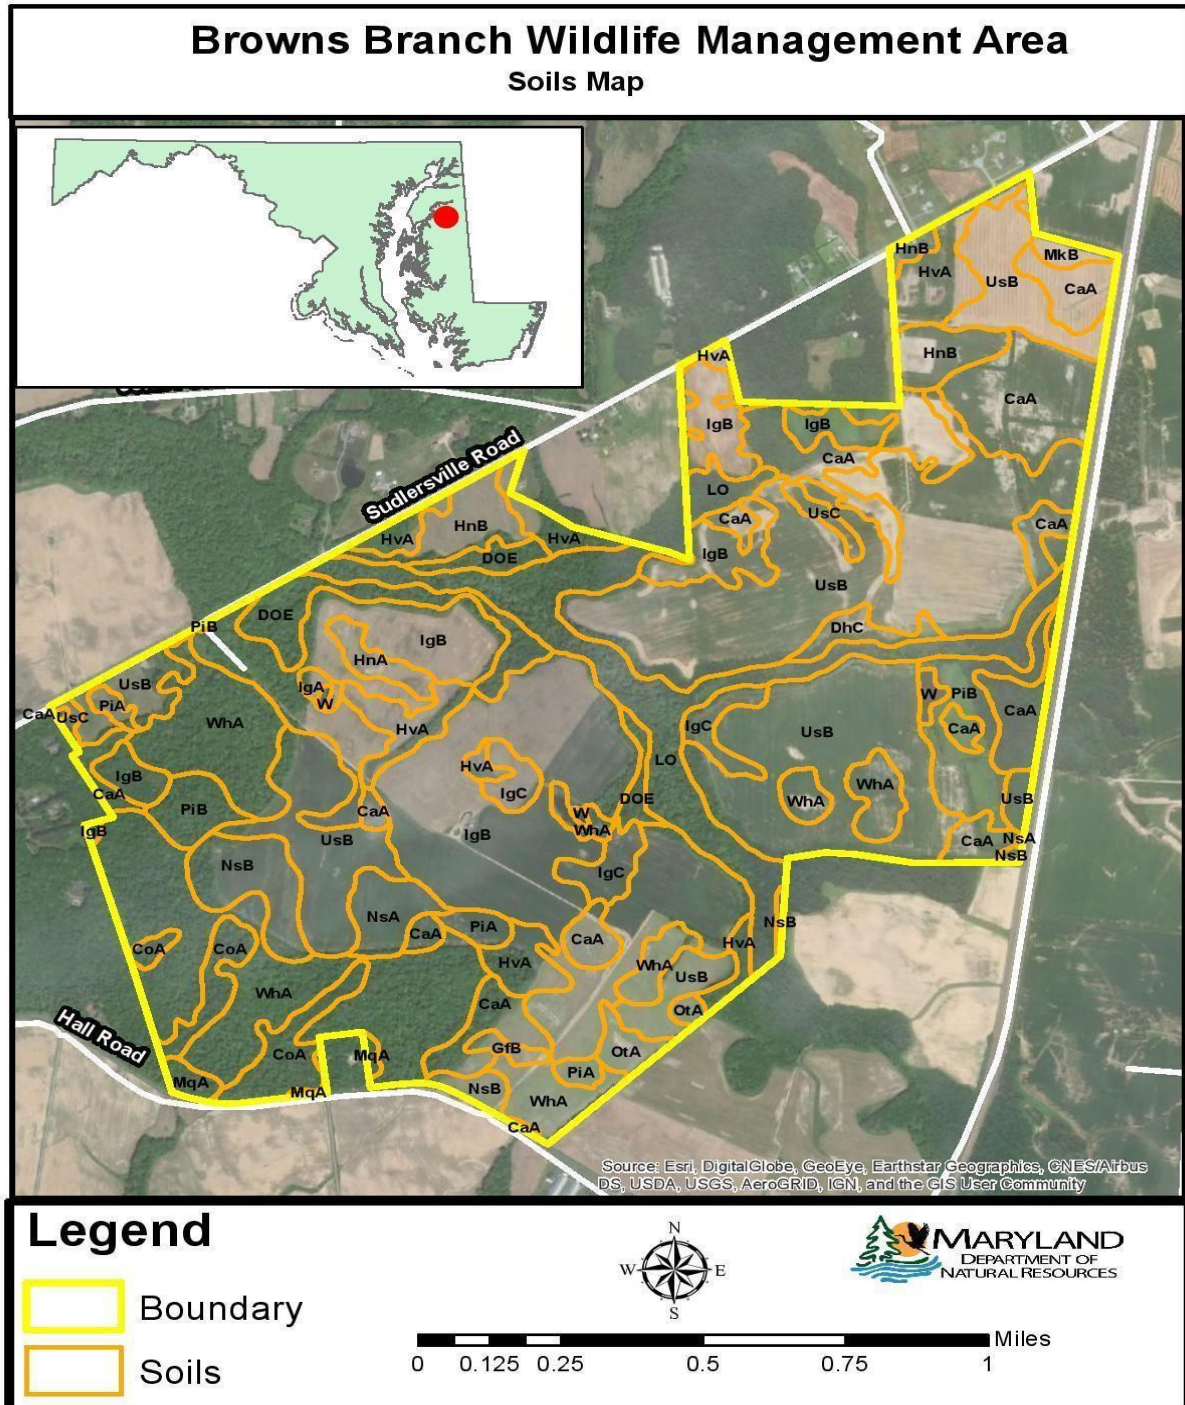 Browns Branch Wildlife Management Area
Soils Map
HnB
MkB
HvA
UsB
CaA
HvA
HnB
CaA
IgB
IgB
CaA
Sudlersville Road
LO
UsC
CaA
CaA
HnB
HvA
HvA
DOE
IgB
UsB
DOE
PiB
DhC
IgB
HnA
UsB
IgA
W
PiB
PiA
W
CaA
CaA
UsC
WhA
HvA
IgC
UsB
CaA
LO
HvA
IgB
IgC
WhA
WhA
CaA
DOE
UsB
PiB
CaA
W
IgB
WhA
UsB
IgB
CaA
NsA
NsB
NsB
IgC
NsA
PiA
NsB
CaA
CaA
HvA
CoA
CoA
HvA
WhA
UsB
WhA
CaA
OtA
Hall Road
CoA
MqA
GfB
OtA
MqA
PiA
MqA
NsB
WhA
CaA
Source: Esri, DigitalGlobe, GeoEye, Earthstar Geographics, CNES/Airbus
DS, USDA, USGS, AeroGRID, IGN, and the GIS User Community
Legend
Boundary
Soils
N
W
E
S
MARYLAND
DEPARTMENT OF
NATURAL RESOURCES
Miles
0 0.125 0.25 0.5 0.75 1